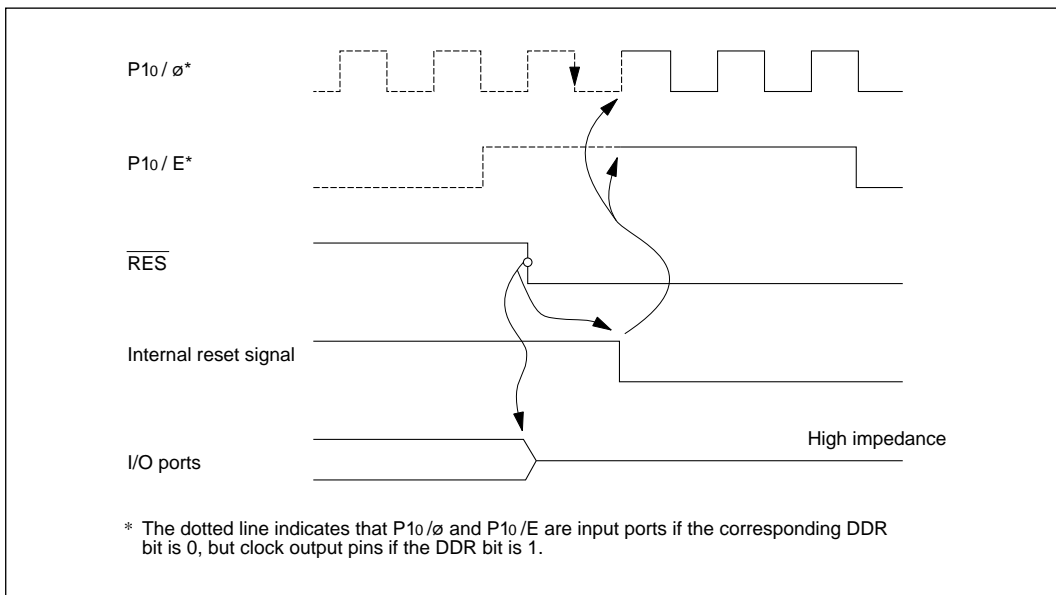 P10 / ø*
P10 / E*
RES
Internal reset signal
High impedance
I/O ports
* The dotted line indicates that P10 /ø and P10 /E are input ports if the corresponding DDR
bit is 0, but clock output pins if the DDR bit is 1.